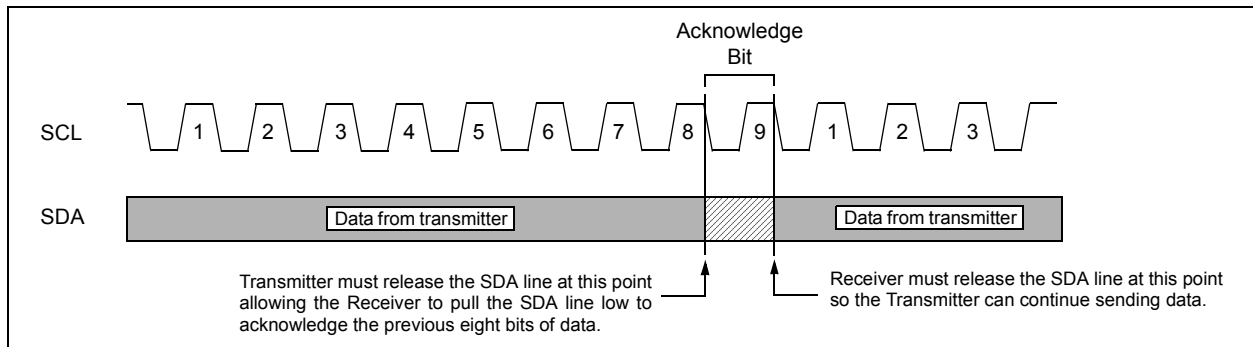 Acknowledge
Bit
SCL
1 2 3 4 5 6 7 8 9 1 2 3
SDA
Data from transmitter
Data from transmitter
Transmitter must release the SDA line at this point
allowing the Receiver to pull the SDA line low to
acknowledge the previous eight bits of data.
Receiver must release the SDA line at this point
so the Transmitter can continue sending data.